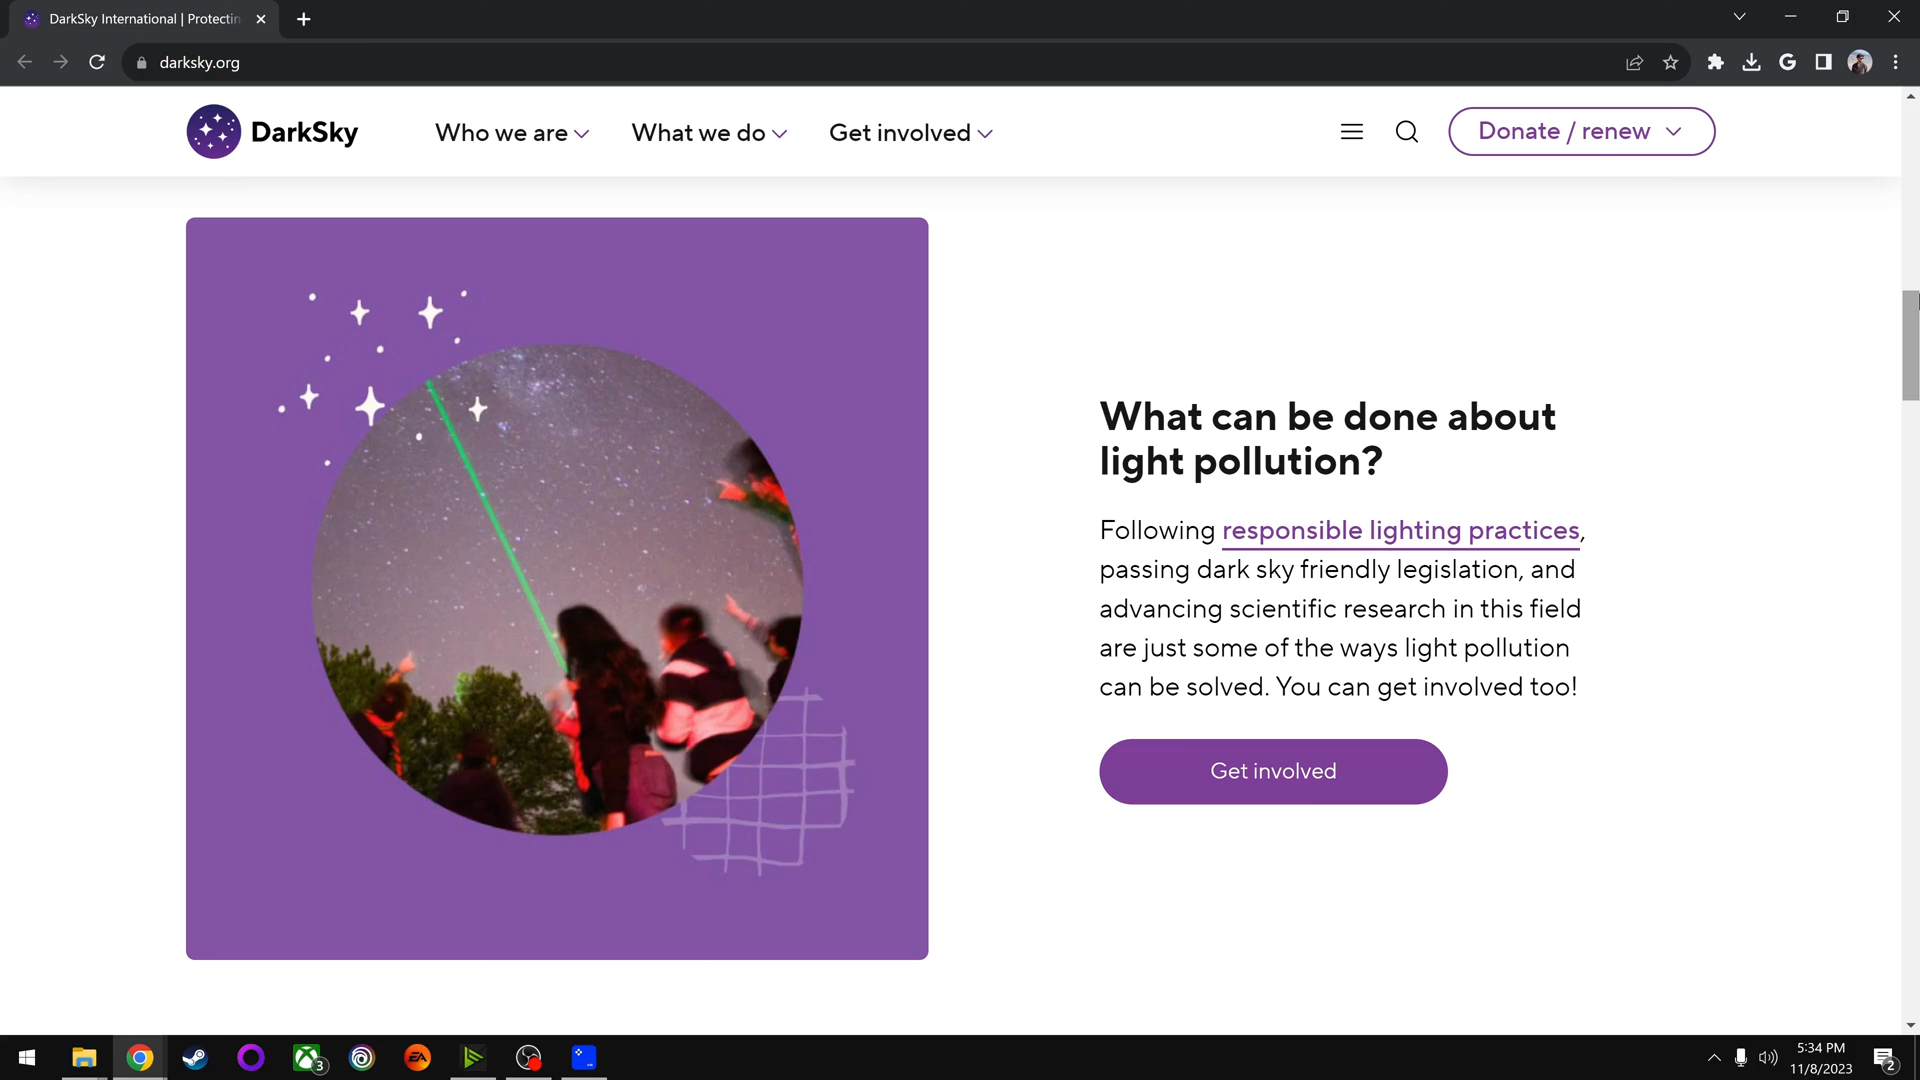 DarkSky International | Protectin
darksky.org
DarkSky
Who we are
What we do
Get involved
Donate / renew
What can be done about
light pollution?
Following responsible lighting practices,
passing dark sky friendly legislation, and
advancing scientific research in this field
are just some of the ways light pollution
can be solved. You can get involved too!
Get involved
3
EA
5:34 PM
11/8/2023
2